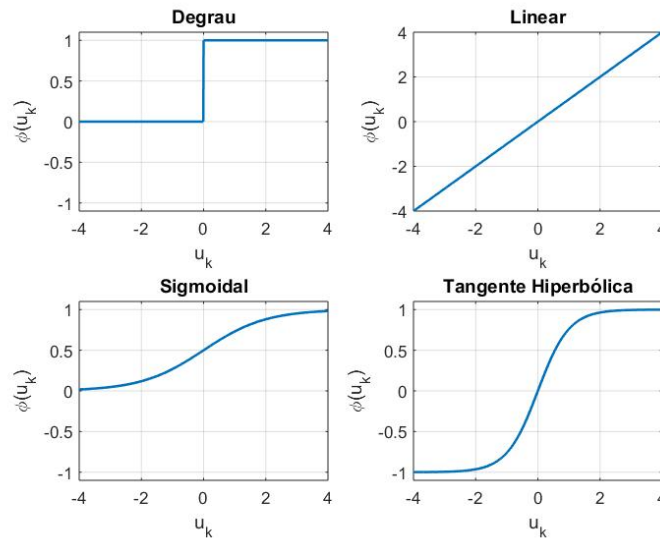 Degrau
1
0.5
0
-0.5
-1
ϕ(u_k)
-4 -2 0 2 4
u_k
Linear
4
2
0
-2
-4
ϕ(u_k)
-4 -2 0 2 4
u_k
Sigmoidal
1
0.5
0
-0.5
-1
ϕ(u_k)
-4 -2 0 2 4
u_k
Tangente Hiperbólica
1
0.5
0
-0.5
-1
ϕ(u_k)
-4 -2 0 2 4
u_k